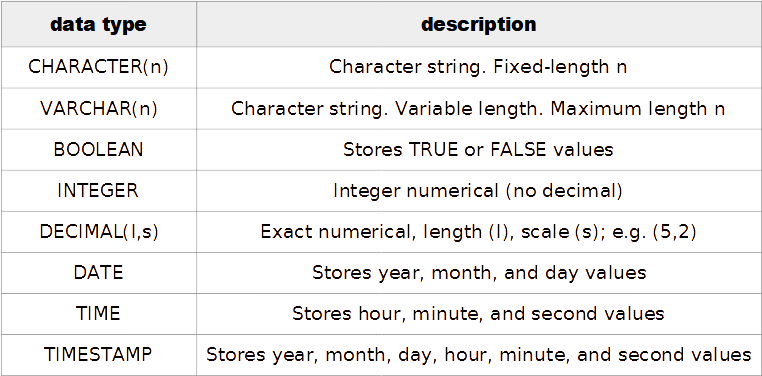 data type description
CHARACTER(n) Character string. Fixed-length n
VARCHAR(n) Character string. Variable length. Maximum length n
BOOLEAN Stores TRUE or FALSE values
INTEGER Integer numerical (no decimal)
DECIMAL(l,s) Exact numerical, length (l), scale (s); e.g. (5,2)
DATE Stores year, month, and day values
TIME Stores hour, minute, and second values
TIMESTAMP Stores year, month, day, hour, minute, and second values